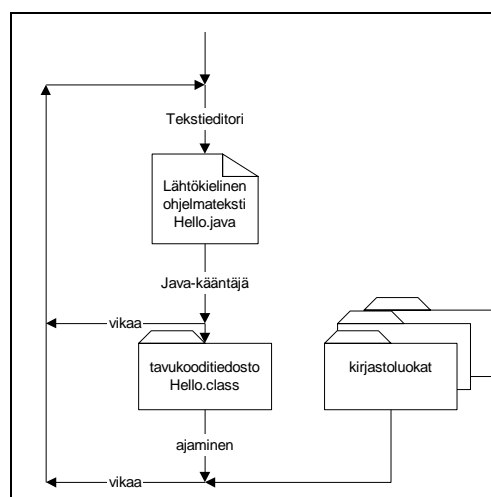 Tekstieditori
Lähtökielinen
ohjelmateksti
Hello.java
Java-kääntäjä
vikaa
tavukooditiedosto
Hello.class
kirjastoluokat
ajaminen
vikaa